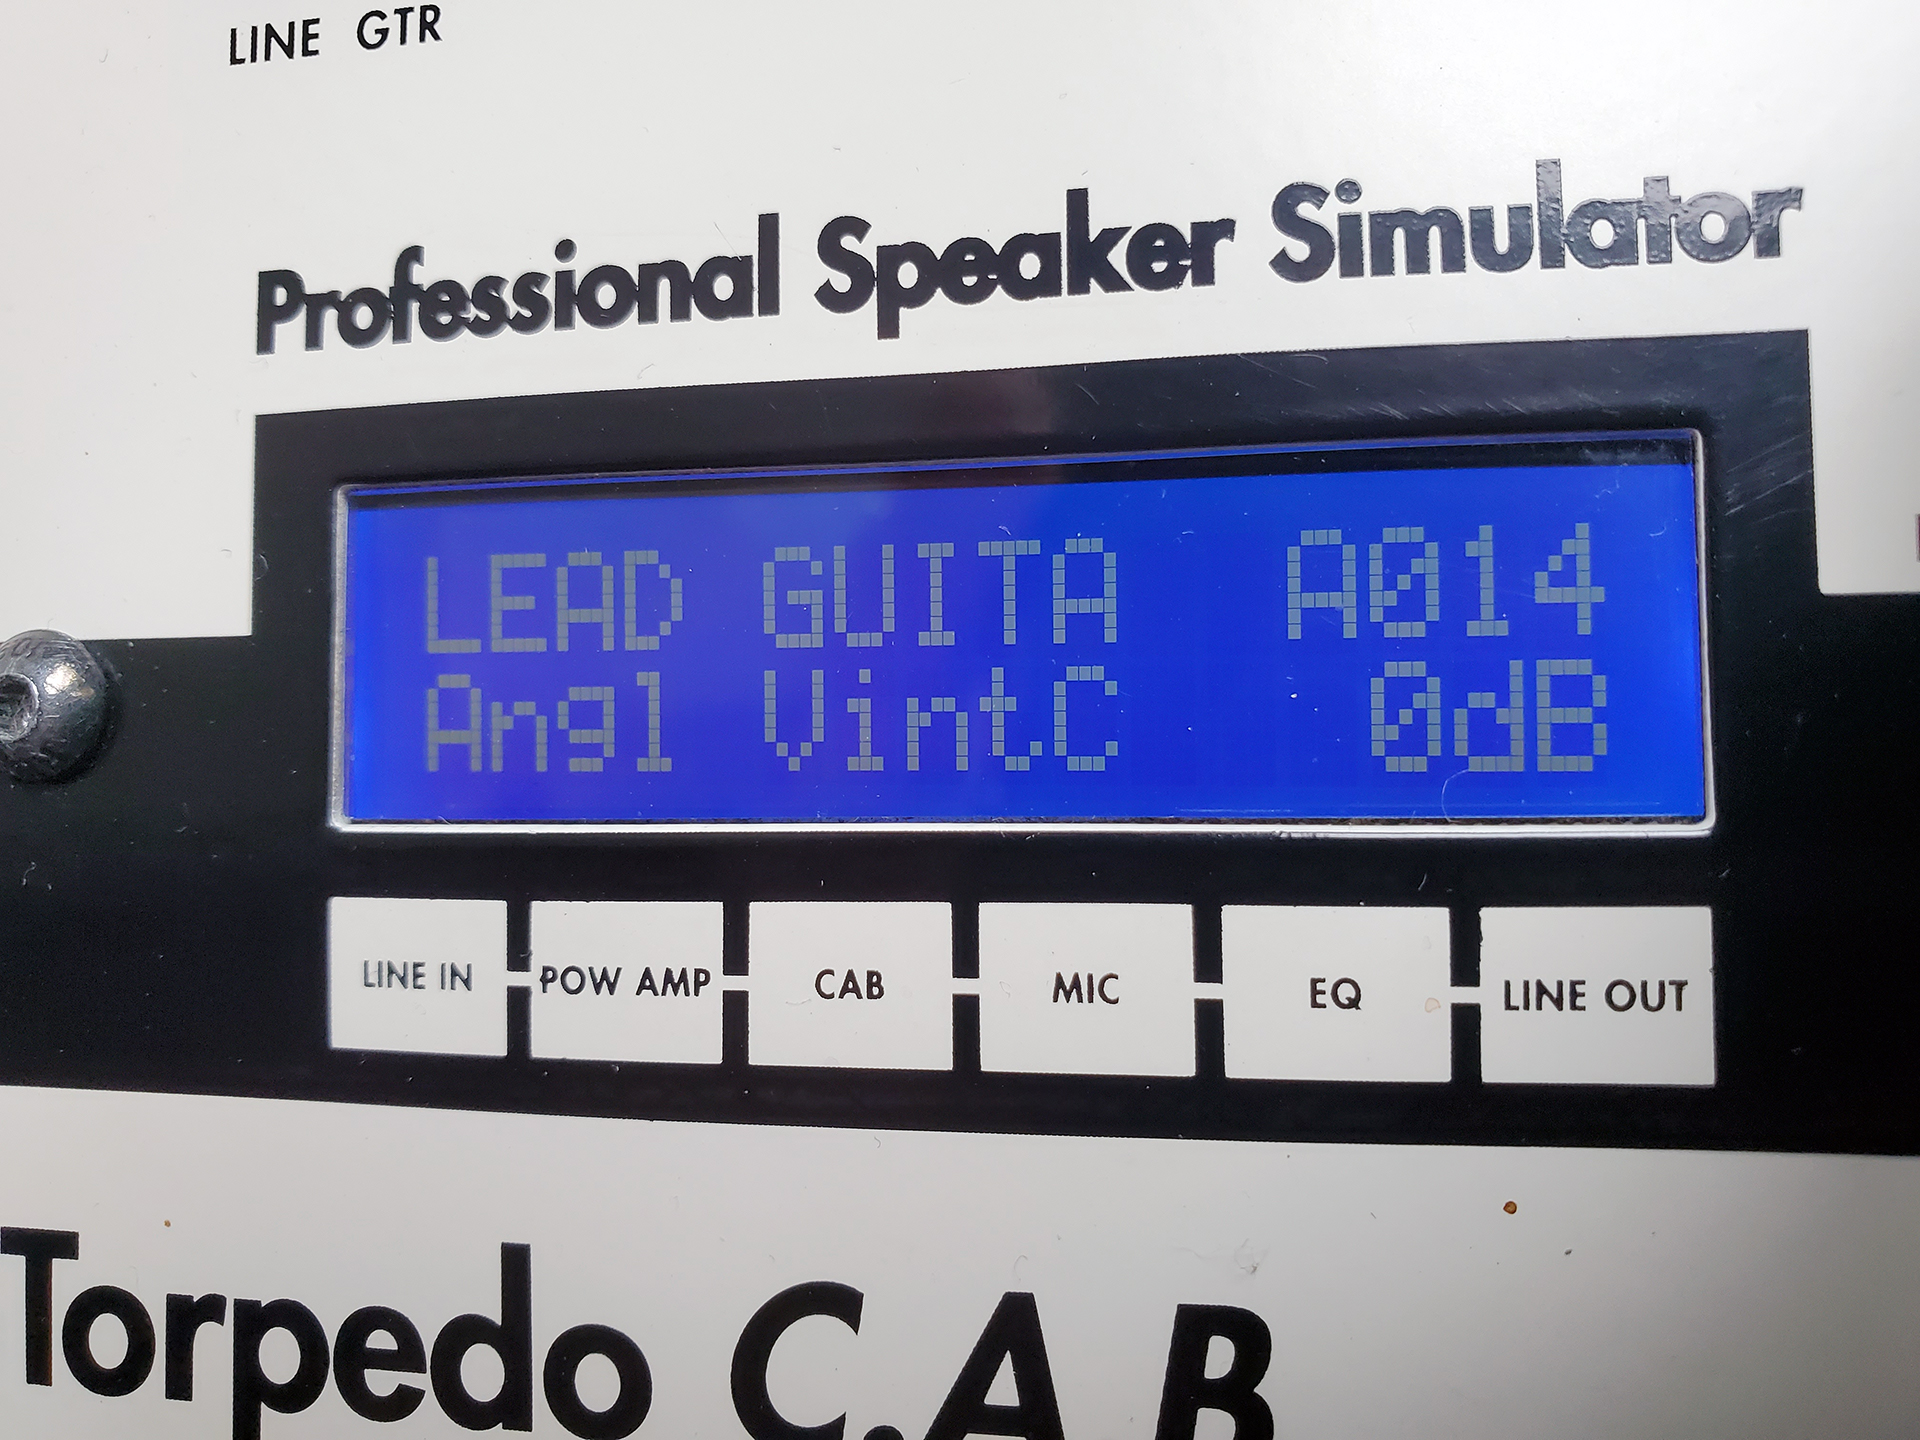 LINE GTR
Professional Speaker Simulator
LEAD GUITA A014
Angl VintC 0dB
LINE IN POW AMP CAB MIC EQ LINE OUT
Torpedo C.A.B